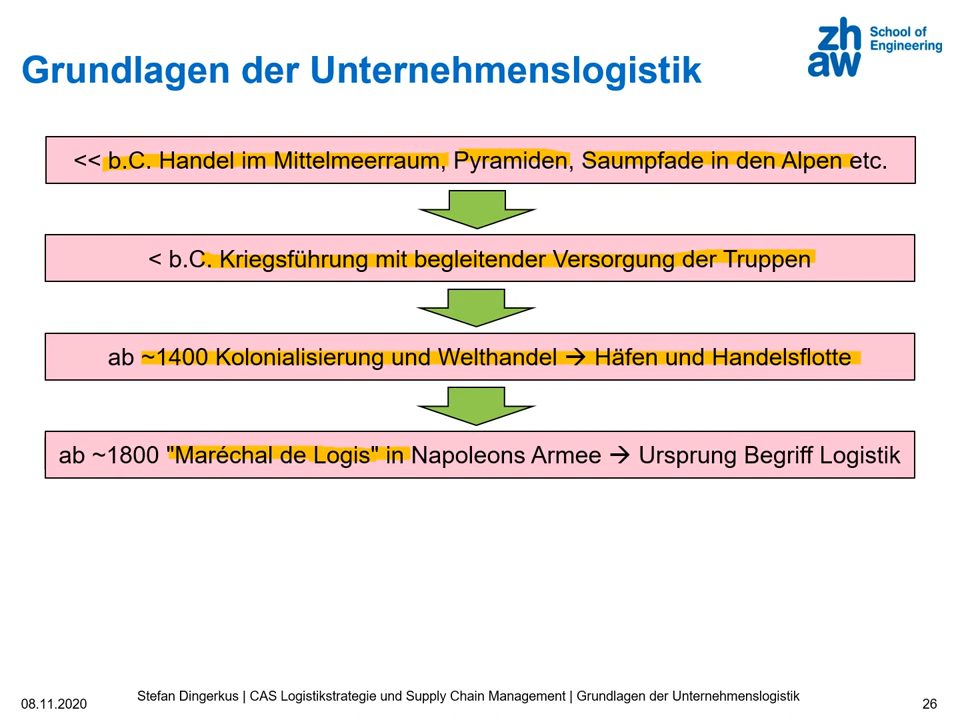 zh
aw
School of
Engineering
Grundlagen der Unternehmenslogistik
<< b.C. Handel im Mittelmeerraum, Pyramiden, Saumpfade in den Alpen etc.
< b.C. Kriegsführung mit begleitender Versorgung der Truppen
ab ~1400 Kolonialisierung und Welthandel → Häfen und Handelsflotte
ab ~1800 "Maréchal de Logis" in Napoleons Armee → Ursprung Begriff Logistik
08.11.2020
Stefan Dingerkus | CAS Logistikstrategie und Supply Chain Management | Grundlagen der Unternehmenslogistik
26